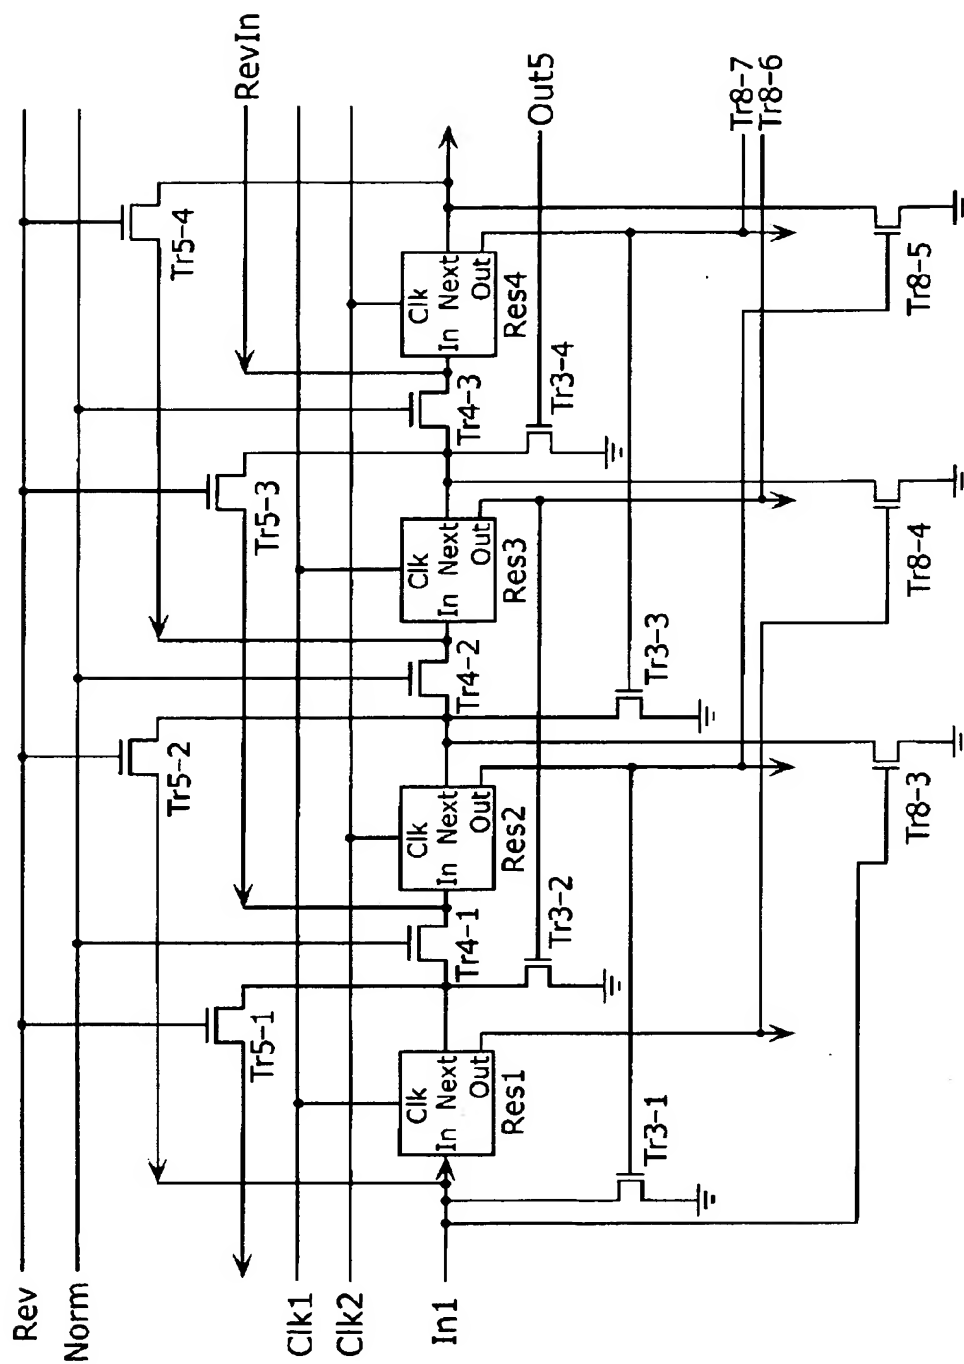 Rev
Norm
Clk1
Clk2
In1
RevIn
Out5
Tr8-7
Tr8-6
Tr5-1
Tr5-2
Tr5-3
Tr5-4
Clk
In Next
Out
Res1
Clk
In Next
Out
Res2
Clk
In Next
Out
Res3
Clk
In Next
Out
Res4
Tr4-1
Tr4-2
Tr4-3
Tr3-1
Tr3-2
Tr3-3
Tr3-4
Tr8-3
Tr8-4
Tr8-5